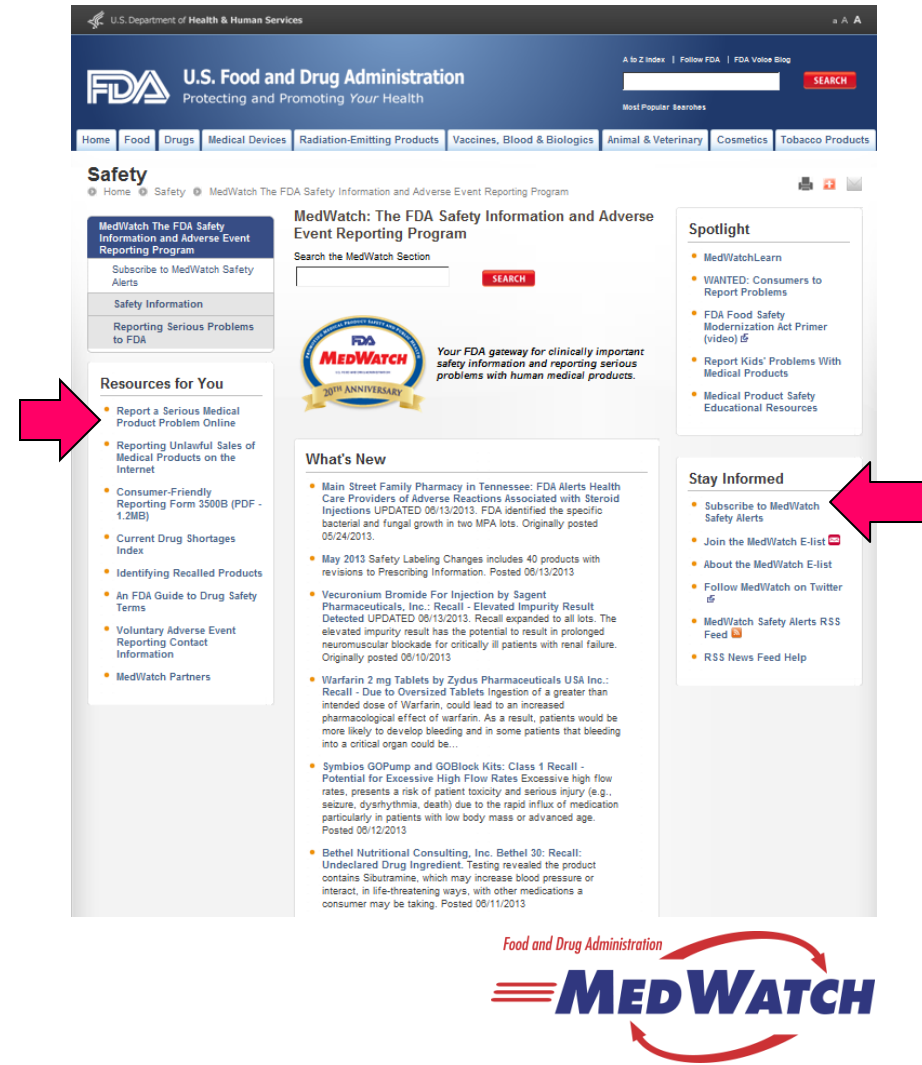 U.S. Department of Health & Human Services
a A A
A to Z Index | Follow FDA | FDA Voice Blog
FDA U.S. Food and Drug Administration
Protecting and Promoting Your Health
SEARCH
Most Popular Searches
Home Food Drugs Medical Devices Radiation-Emitting Products Vaccines, Blood & Biologics Animal & Veterinary Cosmetics Tobacco Products
Safety
Home Safety MedWatch The FDA Safety Information and Adverse Event Reporting Program
MedWatch The FDA Safety
Information and Adverse Event
Reporting Program
Subscribe to MedWatch Safety
Alerts
Safety Information
Reporting Serious Problems
to FDA
Resources for You
Report a Serious Medical
Product Problem Online
Reporting Unlawful Sales of
Medical Products on the
Internet
Consumer-Friendly
Reporting Form 3500B (PDF -
1.2MB)
Current Drug Shortages
Index
Identifying Recalled Products
An FDA Guide to Drug Safety
Terms
Voluntary Adverse Event
Reporting Contact
Information
MedWatch Partners
MedWatch: The FDA Safety Information and Adverse
Event Reporting Program
Search the MedWatch Section
SEARCH
FDA
MEDWATCH
20TH ANNIVERSARY
Your FDA gateway for clinically important
safety information and reporting serious
problems with human medical products.
What's New
Main Street Family Pharmacy in Tennessee: FDA Alerts Health
Care Providers of Adverse Reactions Associated with Steroid
Injections UPDATED 06/13/2013. FDA identified the specific
bacterial and fungal growth in two MPA lots. Originally posted
05/24/2013.
May 2013 Safety Labeling Changes includes 40 products with
revisions to Prescribing Information. Posted 06/13/2013
Vecuronium Bromide For Injection by Sagent
Pharmaceuticals, Inc.: Recall - Elevated Impurity Result
Detected UPDATED 06/13/2013. Recall expanded to all lots. The
elevated impurity result has the potential to result in prolonged
neuromuscular blockade for critically ill patients with renal failure.
Originally posted 06/10/2013
Warfarin 2 mg Tablets by Zydus Pharmaceuticals USA Inc.:
Recall - Due to Oversized Tablets Ingestion of a greater than
intended dose of Warfarin, could lead to an increased
pharmacological effect of warfarin. As a result, patients would be
more likely to develop bleeding and in some patients that bleeding
into a critical organ could be...
Symbios GOPump and GOBlock Kits: Class 1 Recall -
Potential for Excessive High Flow Rates Excessive high flow
rates, presents a risk of patient toxicity and serious injury (e.g.,
seizure, dysrhythmia, death) due to the rapid influx of medication
particularly in patients with low body mass or advanced age.
Posted 06/12/2013
Bethel Nutritional Consulting, Inc. Bethel 30: Recall:
Undeclared Drug Ingredient. Testing revealed the product
contains Sibutramine, which may increase blood pressure or
interact, in life-threatening ways, with other medications a
consumer may be taking. Posted 06/11/2013
Spotlight
MedWatchLearn
WANTED: Consumers to
Report Problems
FDA Food Safety
Modernization Act Primer
(video)
Report Kids' Problems With
Medical Products
Medical Product Safety
Educational Resources
Stay Informed
Subscribe to MedWatch
Safety Alerts
Join the MedWatch E-list
About the MedWatch E-list
Follow MedWatch on Twitter
MedWatch Safety Alerts RSS
Feed
RSS News Feed Help
Food and Drug Administration
MEDWATCH